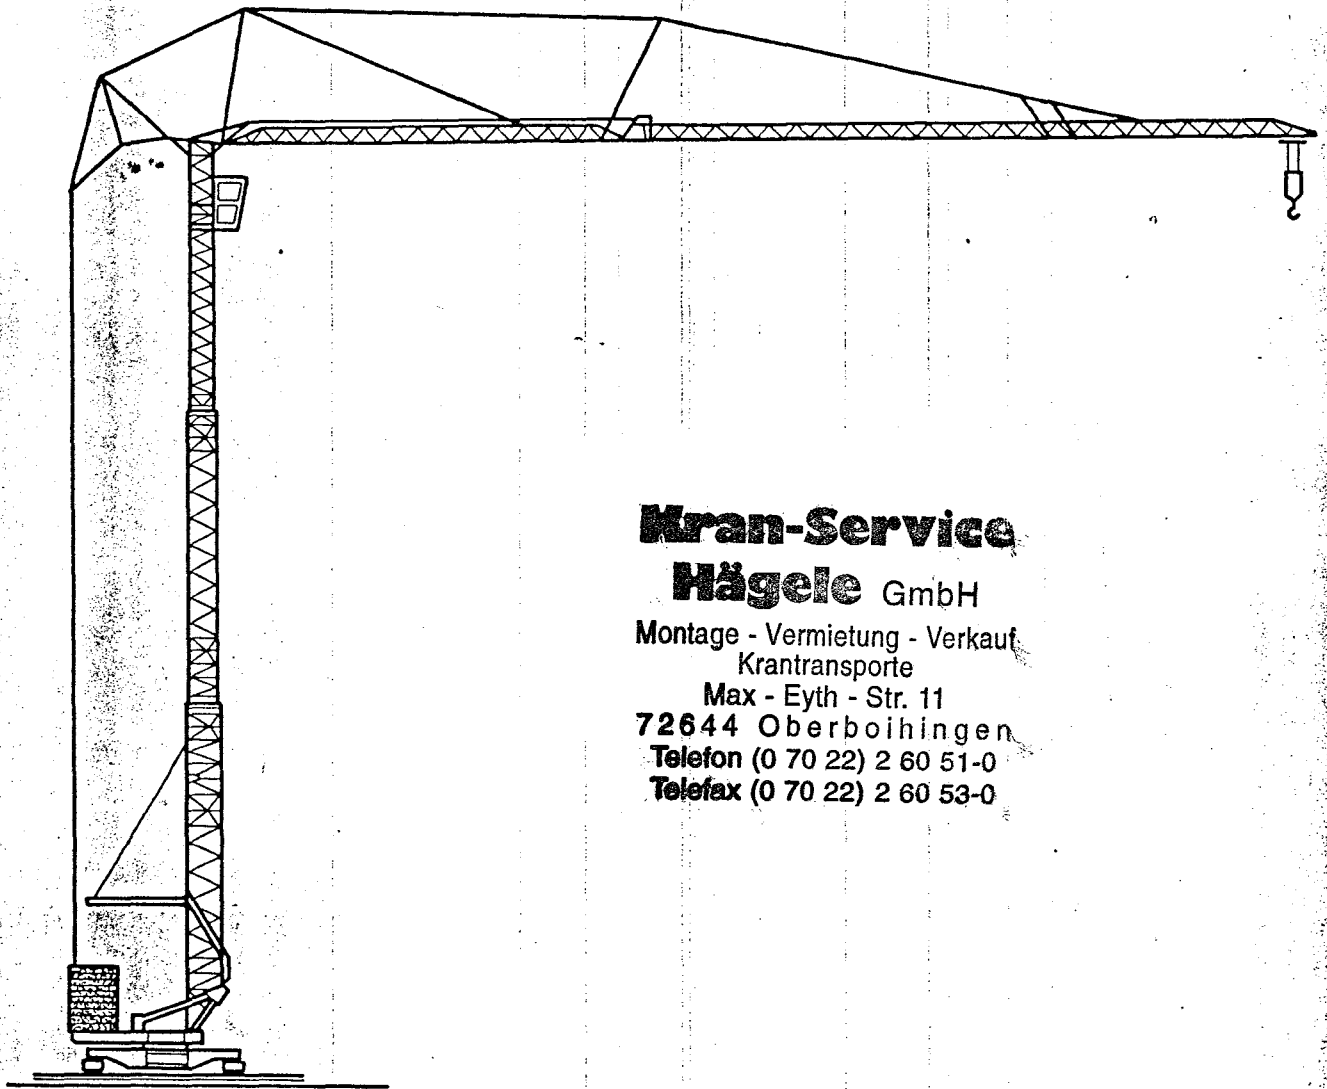 Kran-Service
Hägele GmbH
Montage - Vermietung - Verkauf
Krantransporte
Max - Eyth - Str. 11
72644 Oberboihingen
Telefon (0 70 22) 2 60 51-0
Telefax (0 70 22) 2 60 53-0